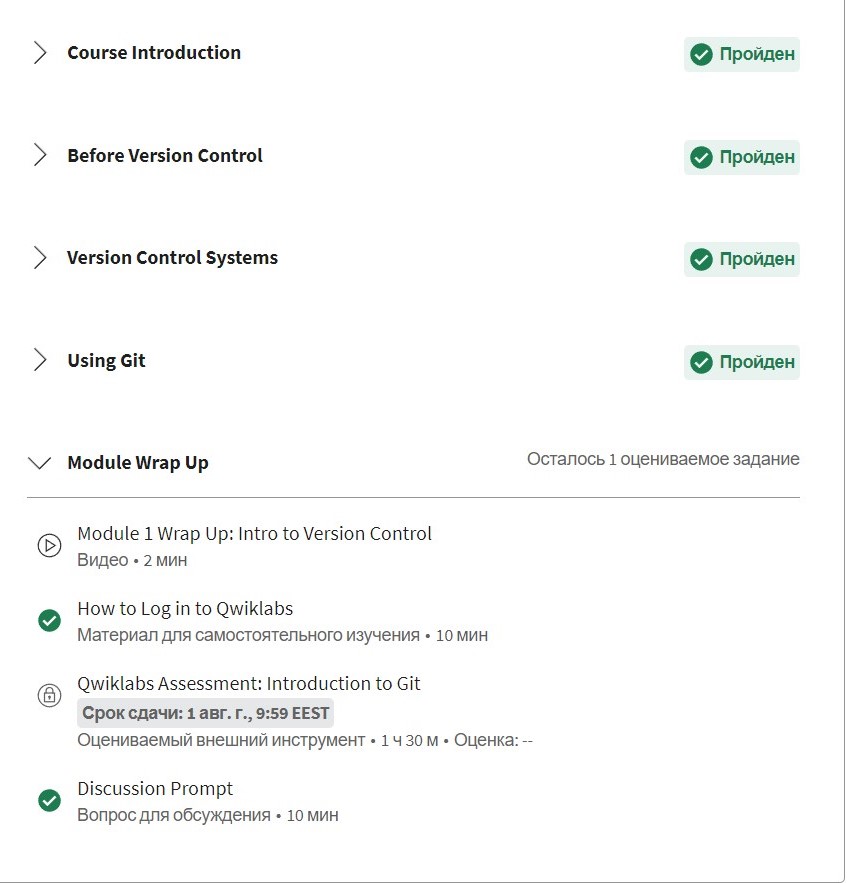 Course Introduction
Пройден
Before Version Control
Пройден
Version Control Systems
Пройден
Using Git
Пройден
Module Wrap Up
Осталось 1 оцениваемое задание
Module 1 Wrap Up: Intro to Version Control
Видео • 2 мин
How to Log in to Qwiklabs
Материал для самостоятельного изучения • 10 мин
Qwiklabs Assessment: Introduction to Git
Срок сдачи: 1 авг. г., 9:59 EEST
Оцениваемый внешний инструмент • 1 ч 30 м • Оценка: --
Discussion Prompt
Вопрос для обсуждения • 10 мин